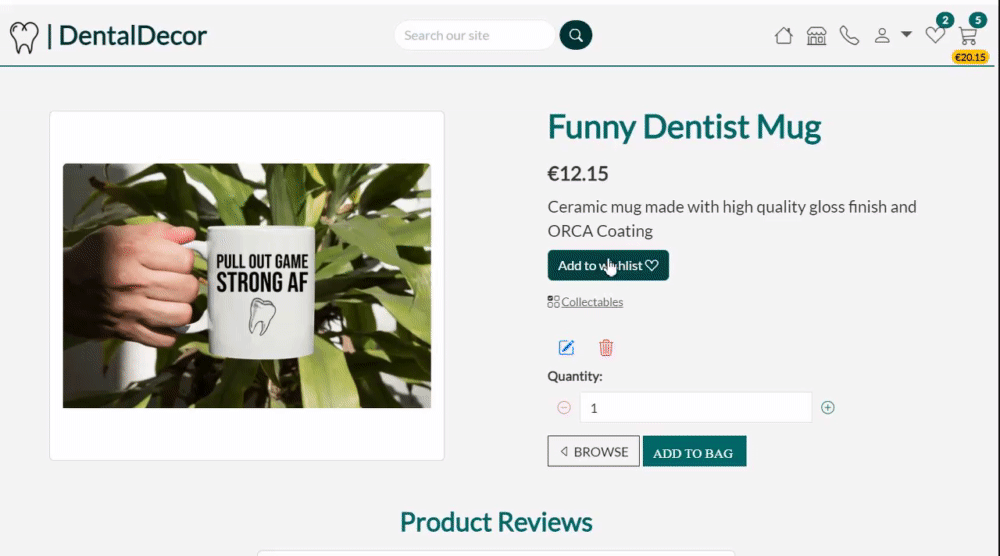 | DentalDecor
Search our site
2
5
€20.15
Funny Dentist Mug
€12.15
Ceramic mug made with high quality gloss finish and
ORCA Coating
Add to wishlist
Collectables
PULL OUT GAME
STRONG AF
Quantity:
1
BROWSE
ADD TO BAG
Product Reviews